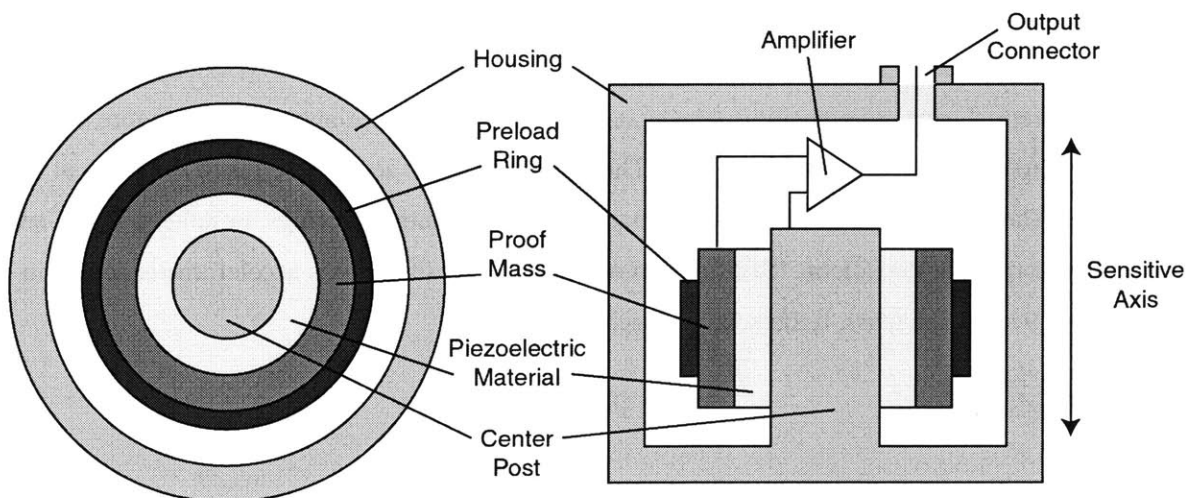 Housing
Preload
Ring
Proof
Mass
Piezoelectric
Material
Center
Post
Amplifier
Output
Connector
Sensitive
Axis